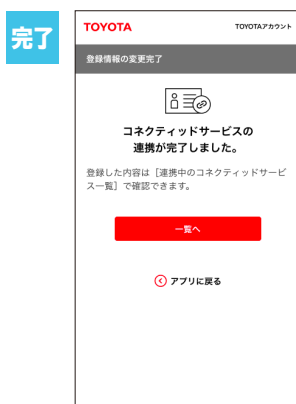 完了
TOYOTA
TOYOTAアカウント
登録情報の変更完了
コネクティッドサービスの
連携が完了しました。
登録した内容は［連携中のコネクティッドサービ
ス一覧］で確認できます。
一覧へ
アプリに戻る